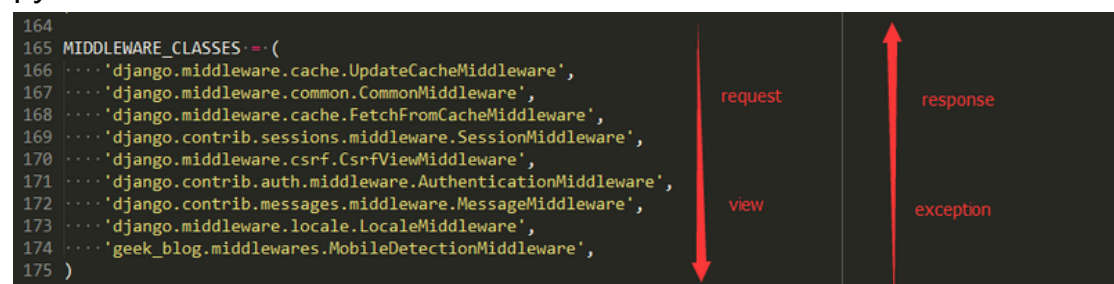 py
164
165 MIDDLEWARE_CLASSES = (
166 ····'django.middleware.cache.UpdateCacheMiddleware',
167 ····'django.middleware.common.CommonMiddleware',
request
response
168 ····'django.middleware.cache.FetchFromCacheMiddleware',
169 ····'django.contrib.sessions.middleware.SessionMiddleware',
170 ····'django.middleware.csrf.CsrfViewMiddleware',
171 ····'django.contrib.auth.middleware.AuthenticationMiddleware',
172 ····'django.contrib.messages.middleware.MessageMiddleware',
view
exception
173 ····'django.middleware.locale.LocaleMiddleware',
174 ····'geek_blog.middlewares.MobileDetectionMiddleware',
175 )